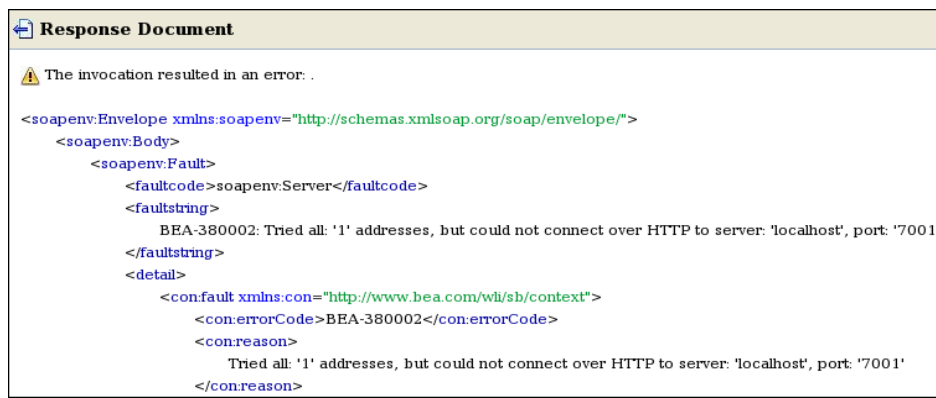 Response Document
The invocation resulted in an error: .
<soapenv:Envelope xmlns:soapenv="http://schemas.xmlsoap.org/soap/envelope/">
<soapenv:Body>
<soapenv:Fault>
<faultcode>soapenv:Server</faultcode>
<faultstring>
BEA-380002: Tried all: '1' addresses, but could not connect over HTTP to server: 'localhost', port: '7001
</faultstring>
<detail>
<con:fault xmlns:con="http://www.bea.com/wli/sb/context">
<con:errorCode>BEA-380002</con:errorCode>
<con:reason>
Tried all: '1' addresses, but could not connect over HTTP to server: 'localhost', port: '7001'
</con:reason>